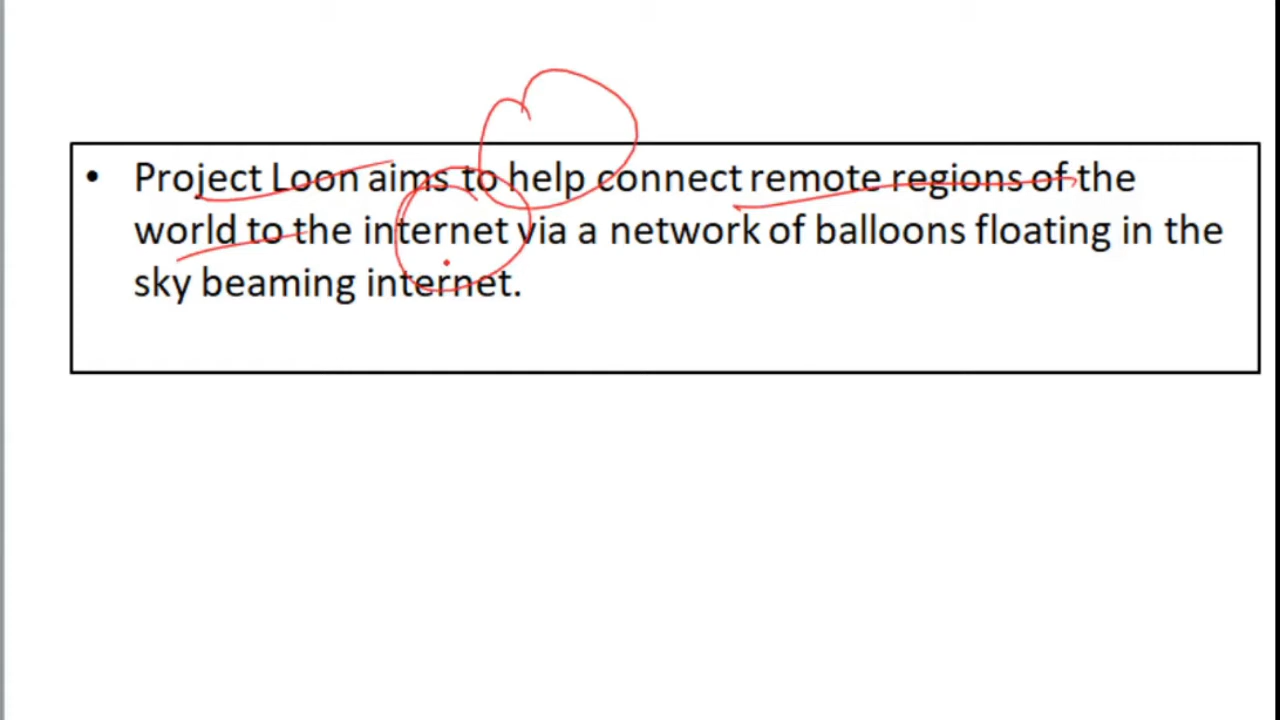 • Project Loon aims to help connect remote regions of the
world to the internet via a network of balloons floating in the
sky beaming internet.